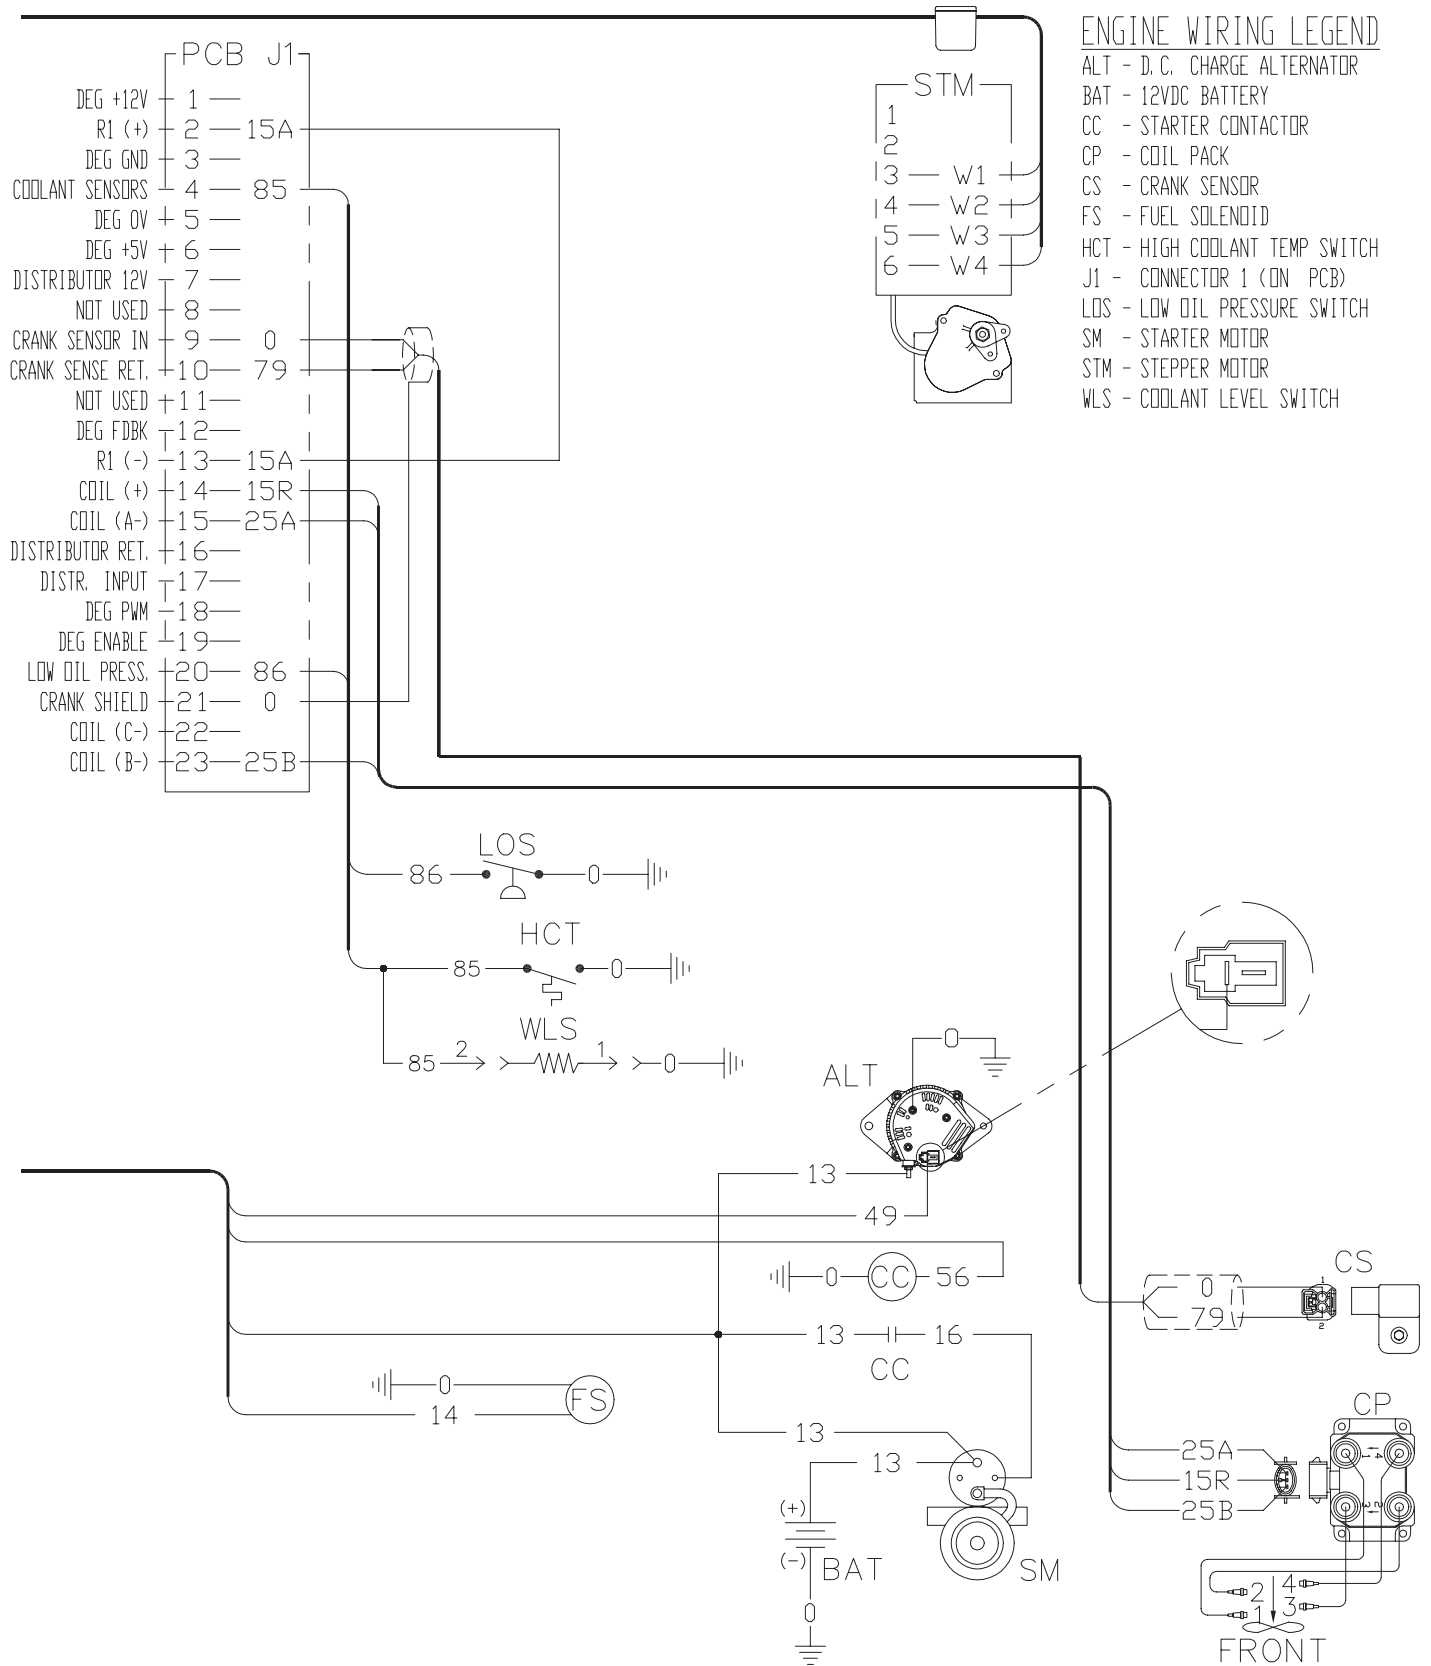 PCB J1
DEG +12V 1
R1 (+) 2 15A
DEG GND 3
COOLANT SENSORS 4 85
DEG 0V 5
DEG +5V 6
DISTRIBUTOR 12V 7
NOT USED 8
CRANK SENSOR IN 9 0
CRANK SENSE RET. 10 79
NOT USED 11
DEG FDBK 12
R1 (-) 13 15A
COIL (+) 14 15R
COIL (A-) 15 25A
DISTRIBUTOR RET. 16
DISTR. INPUT 17
DEG PWM 18
DEG ENABLE 19
LOW OIL PRESS. 20 86
CRANK SHIELD 21 0
COIL (C-) 22
COIL (B-) 23 25B
STM
1
2
3 W1
4 W2
5 W3
6 W4
ENGINE WIRING LEGEND
ALT - D.C. CHARGE ALTERNATOR
BAT - 12VDC BATTERY
CC - STARTER CONTACTOR
CP - COIL PACK
CS - CRANK SENSOR
FS - FUEL SOLENOID
HCT - HIGH COOLANT TEMP SWITCH
J1 - CONNECTOR 1 (ON PCB)
LOS - LOW OIL PRESSURE SWITCH
SM - STARTER MOTOR
STM - STEPPER MOTOR
WLS - COOLANT LEVEL SWITCH
LOS
86 0
HCT
85 0
WLS
85 2 1 0
0
ALT
13
49
0 CC 56
13 16
CC
0
FS
14
13
13
(+)
(-)
BAT
SM
0
CS
0
79
1
2
CP
25A
15R
25B
1 4
3 2
2 4
1 3
FRONT